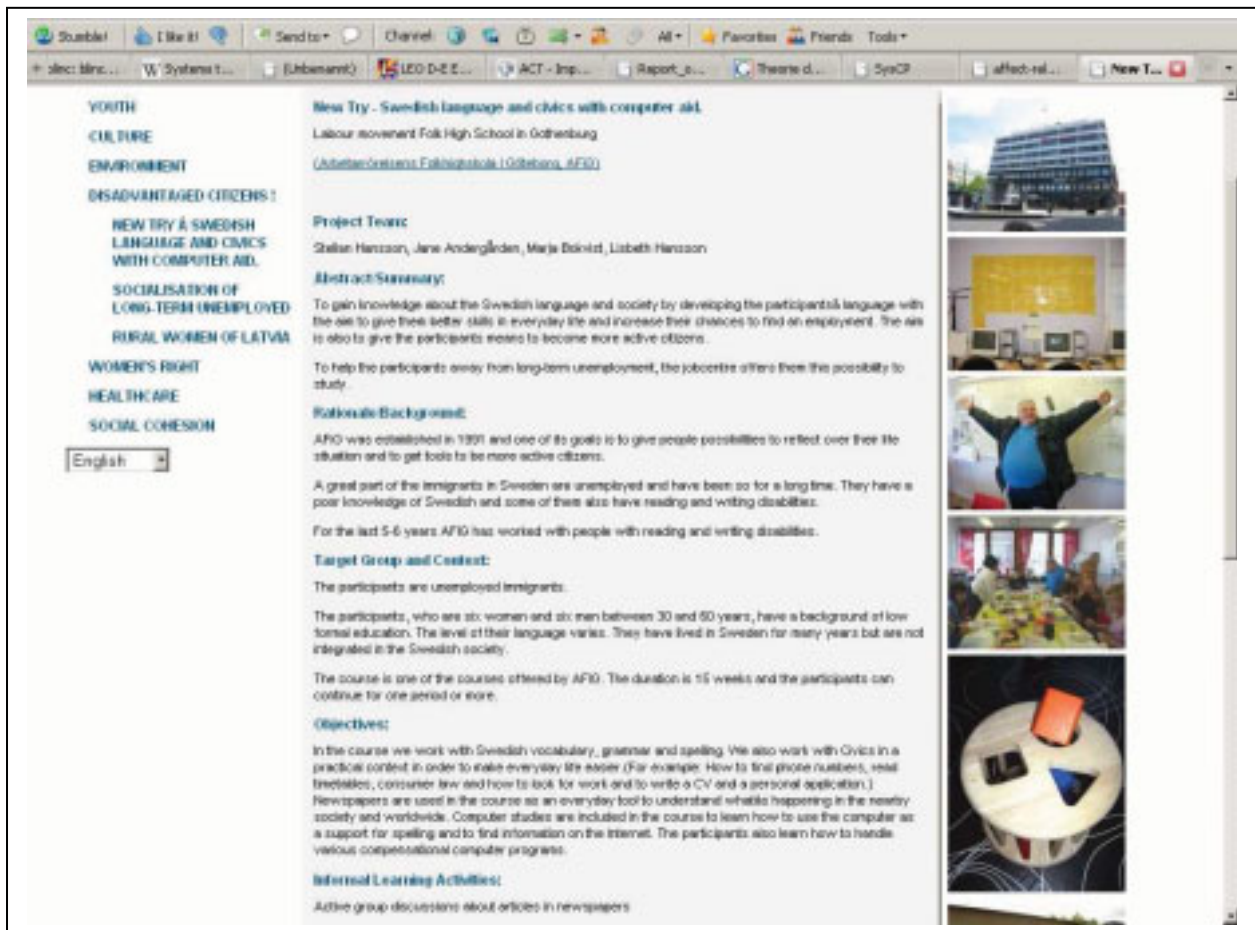 Stumble! I like it! Send to Channel: All Favorites Friends Tools
blinc: blinc... Systems t... (Unbenannt) LEO D-E E... ACT - Imp... Report_o... Theorie d... SysCP affect-rel... New T...
YOUTH
CULTURE
ENVIRONMENT
DISADVANTAGED CITIZENS !
NEW TRY Â SWEDISH
LANGUAGE AND CIVICS
WITH COMPUTER AID.
SOCIALISATION OF
LONG-TERM UNEMPLOYED
RURAL WOMEN OF LATVIA
WOMEN'S RIGHT
HEALTHCARE
SOCIAL COHESION
English
New Try - Swedish language and civics with computer aid.
Labour movement Folk High School in Gothenburg
(Arbetarrörelsens Folkhögskola i Göteborg, AFIG)
Project Team:
Stellan Hansson, Jane Andergården, Marja Lisbeth Hansson
Abstract/Summary:
To gain knowledge about the Swedish language and society by developing the participantsâ language with
the aim to give them better skills in everyday life and increase their chances to find an employment. The aim
is also to give the participants means to become more active citizens.
To help the participants away from long-term unemployment, the jobcentre offers them this possibility to
study.
Rationale/Background:
AFIG was established in 1991 and one of its goals is to give people possibilities to reflect over their life
situation and to get tools to be more active citizens.
A great part of the immigrants in Sweden are unemployed and have been so for a long time. They have a
poor knowledge of Swedish and some of them also have reading and writing disabilities.
For the last 5-6 years AFIG has worked with people with reading and writing disabilities.
Target Group and Context:
The participants are unemployed immigrants.
The participants, who are six women and six men between 30 and 60 years, have a background of low
formal education. The level of their language varies. They have lived in Sweden for many years but are not
integrated in the Swedish society.
The course is one of the courses offered by AFIG. The duration is 15 weeks and the participants can
continue for one period or more.
Objectives:
In the course we work with Swedish vocabulary, grammar and spelling. We also work with Civics in a
practical context in order to make everyday life easier.(For example: How to find phone numbers, read
timetables, consumer law and how to look for work and to write a CV and a personal application.)
Newspapers are used in the course as an everyday tool to understand whatâs happening in the nearby
society and worldwide. Computer studies are included in the course to learn how to use the computer as
a support for spelling and to find information on the Internet. The participants also learn how to handle
various compensational computer programs.
Informal Learning Activities:
Active group discussions about articles in newspapers